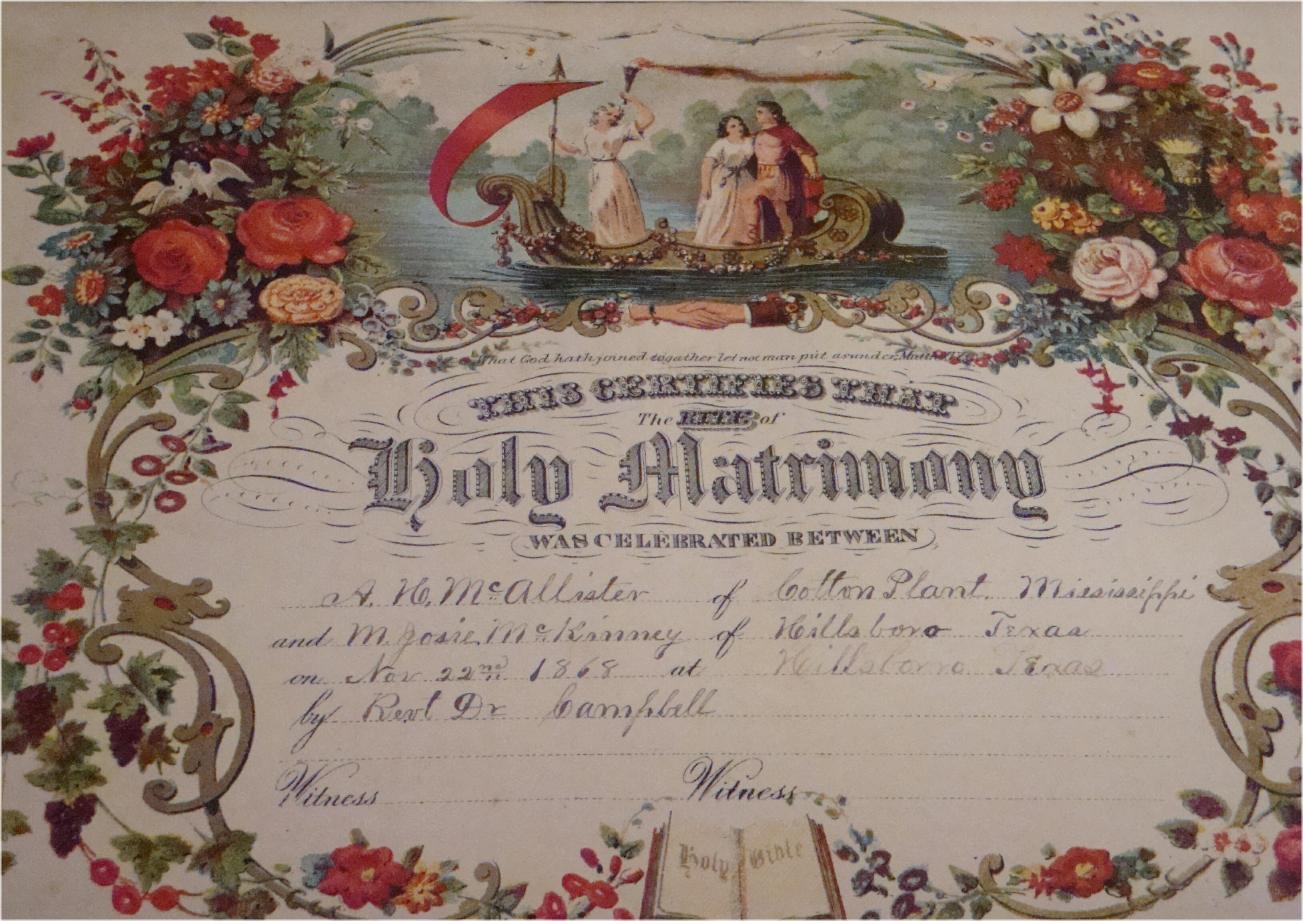 What God hath joined together let not man put asunder. Matth.
THIS CERTIFIES THAT
The RITE of
Holy Matrimony
WAS CELEBRATED BETWEEN
A. H. McAllister of Cotton Plant, Mississippi
and M. Josie McKinney of Hillsboro Texas
on Nov 22nd 1868 at Hillsboro Texas
by Revd Dr Campbell
Witness Witness
Holy Bible